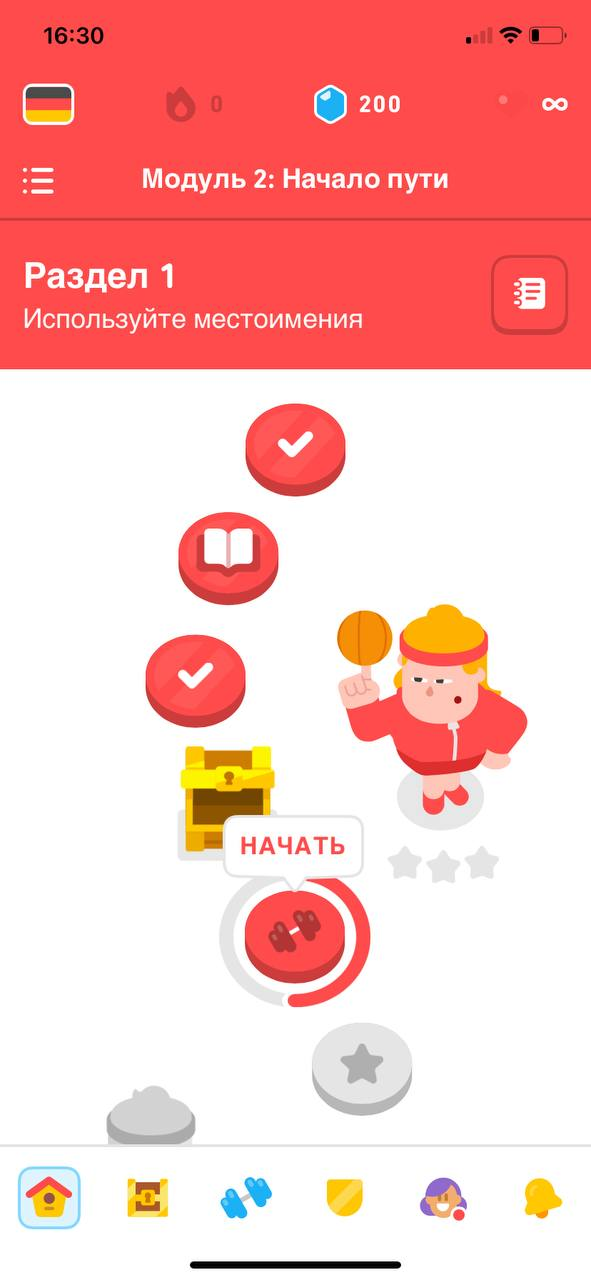 16:30
0
200
∞
Модуль 2: Начало пути
Раздел 1
Используйте местоимения
НАЧАТЬ